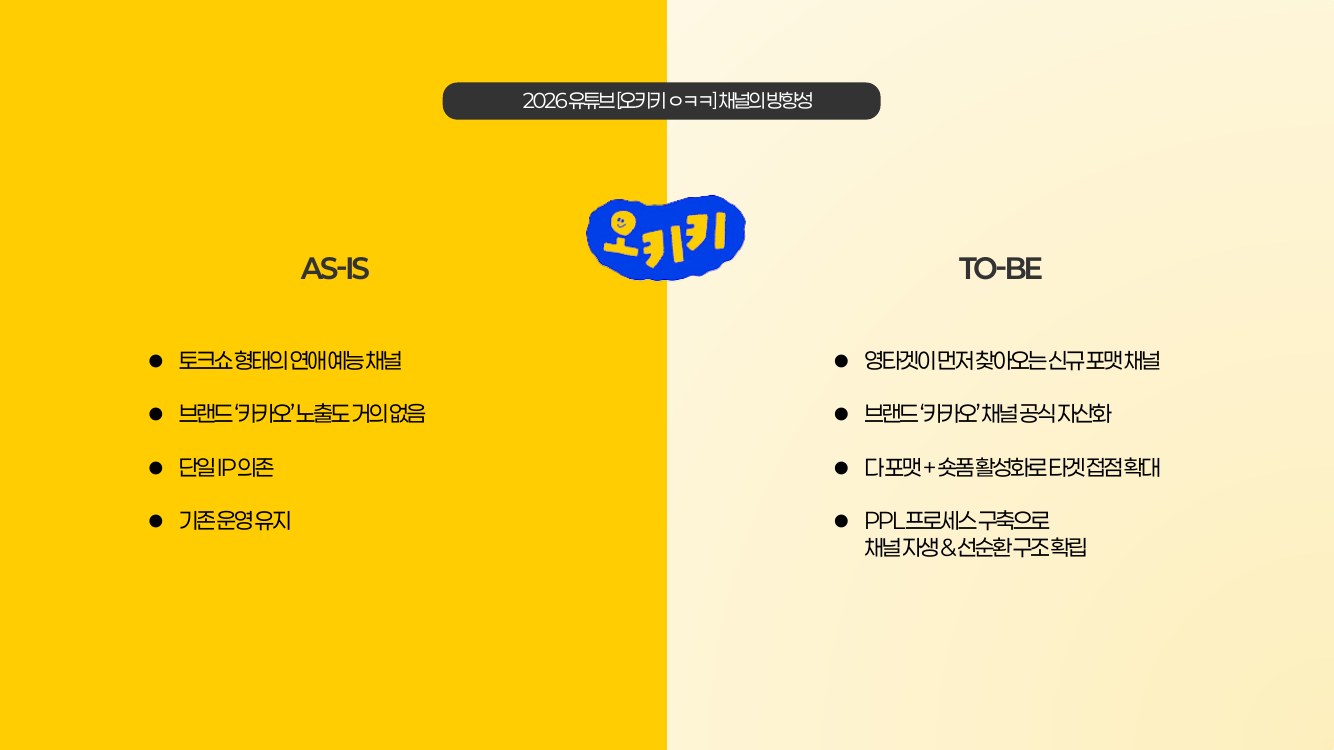 2026 유튜브 [오키키 ㅇㅋㅋ] 채널의 방향성
오키키
AS-IS
토크쇼 형태의 연애 예능 채널
브랜드 ‘카카오’ 노출도 거의 없음
단일 IP 의존
기존 운영 유지
TO-BE
영타겟이 먼저 찾아오는 신규 포맷 채널
브랜드 ‘카카오’ 채널 공식 자산화
다 포맷 + 숏폼 활성화로 타겟 접점 확대
PPL 프로세스 구축으로
채널 자생 & 선순환 구조 확립